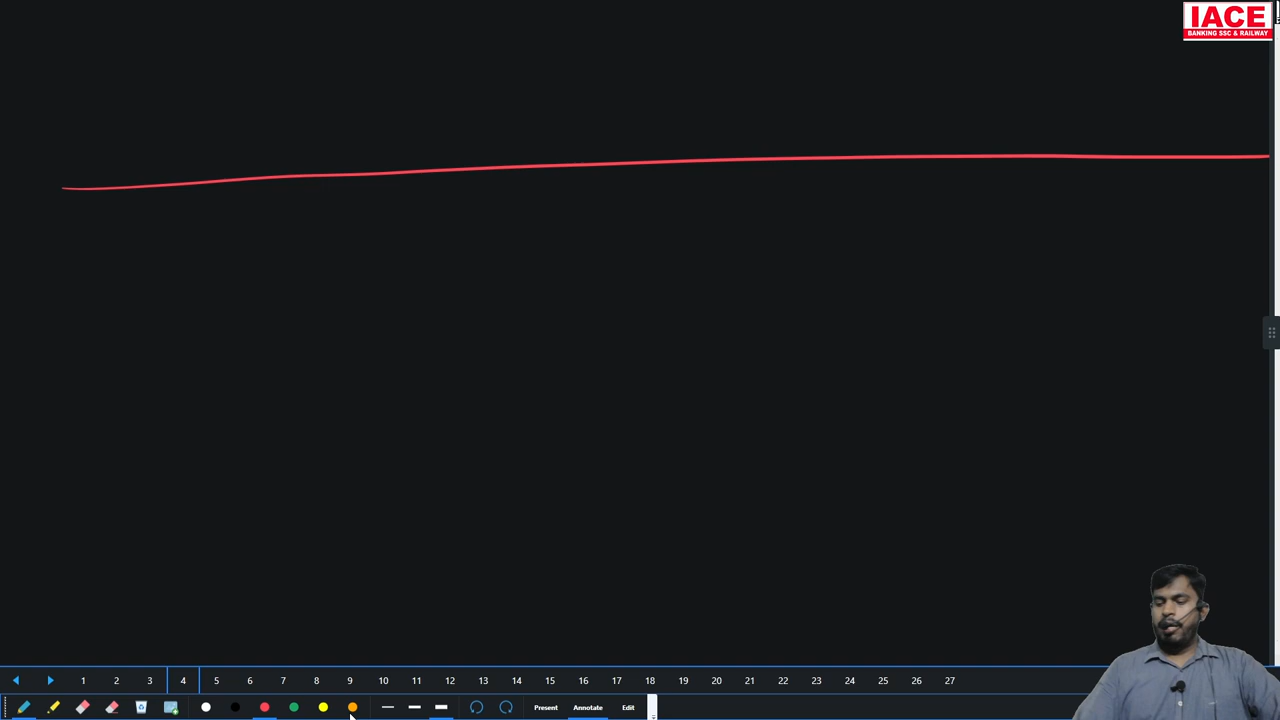 IACE
BANKING SSC & RAILWAY
1 2 3 4 5 6 7 8 9 10 11 12 13 14 15 16 17 18 19 20 21 22 23 24 25 26 27
Present Annotate Edit